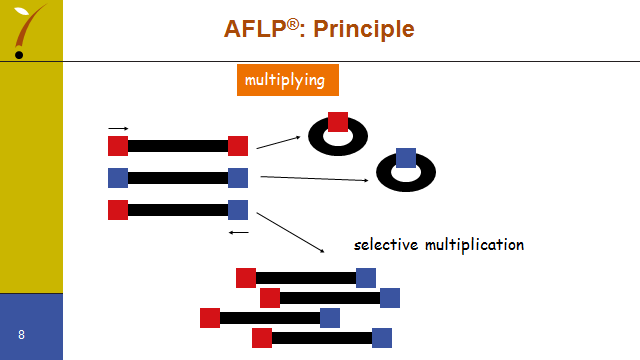 AFLP®: Principle
multiplying
selective multiplication
8